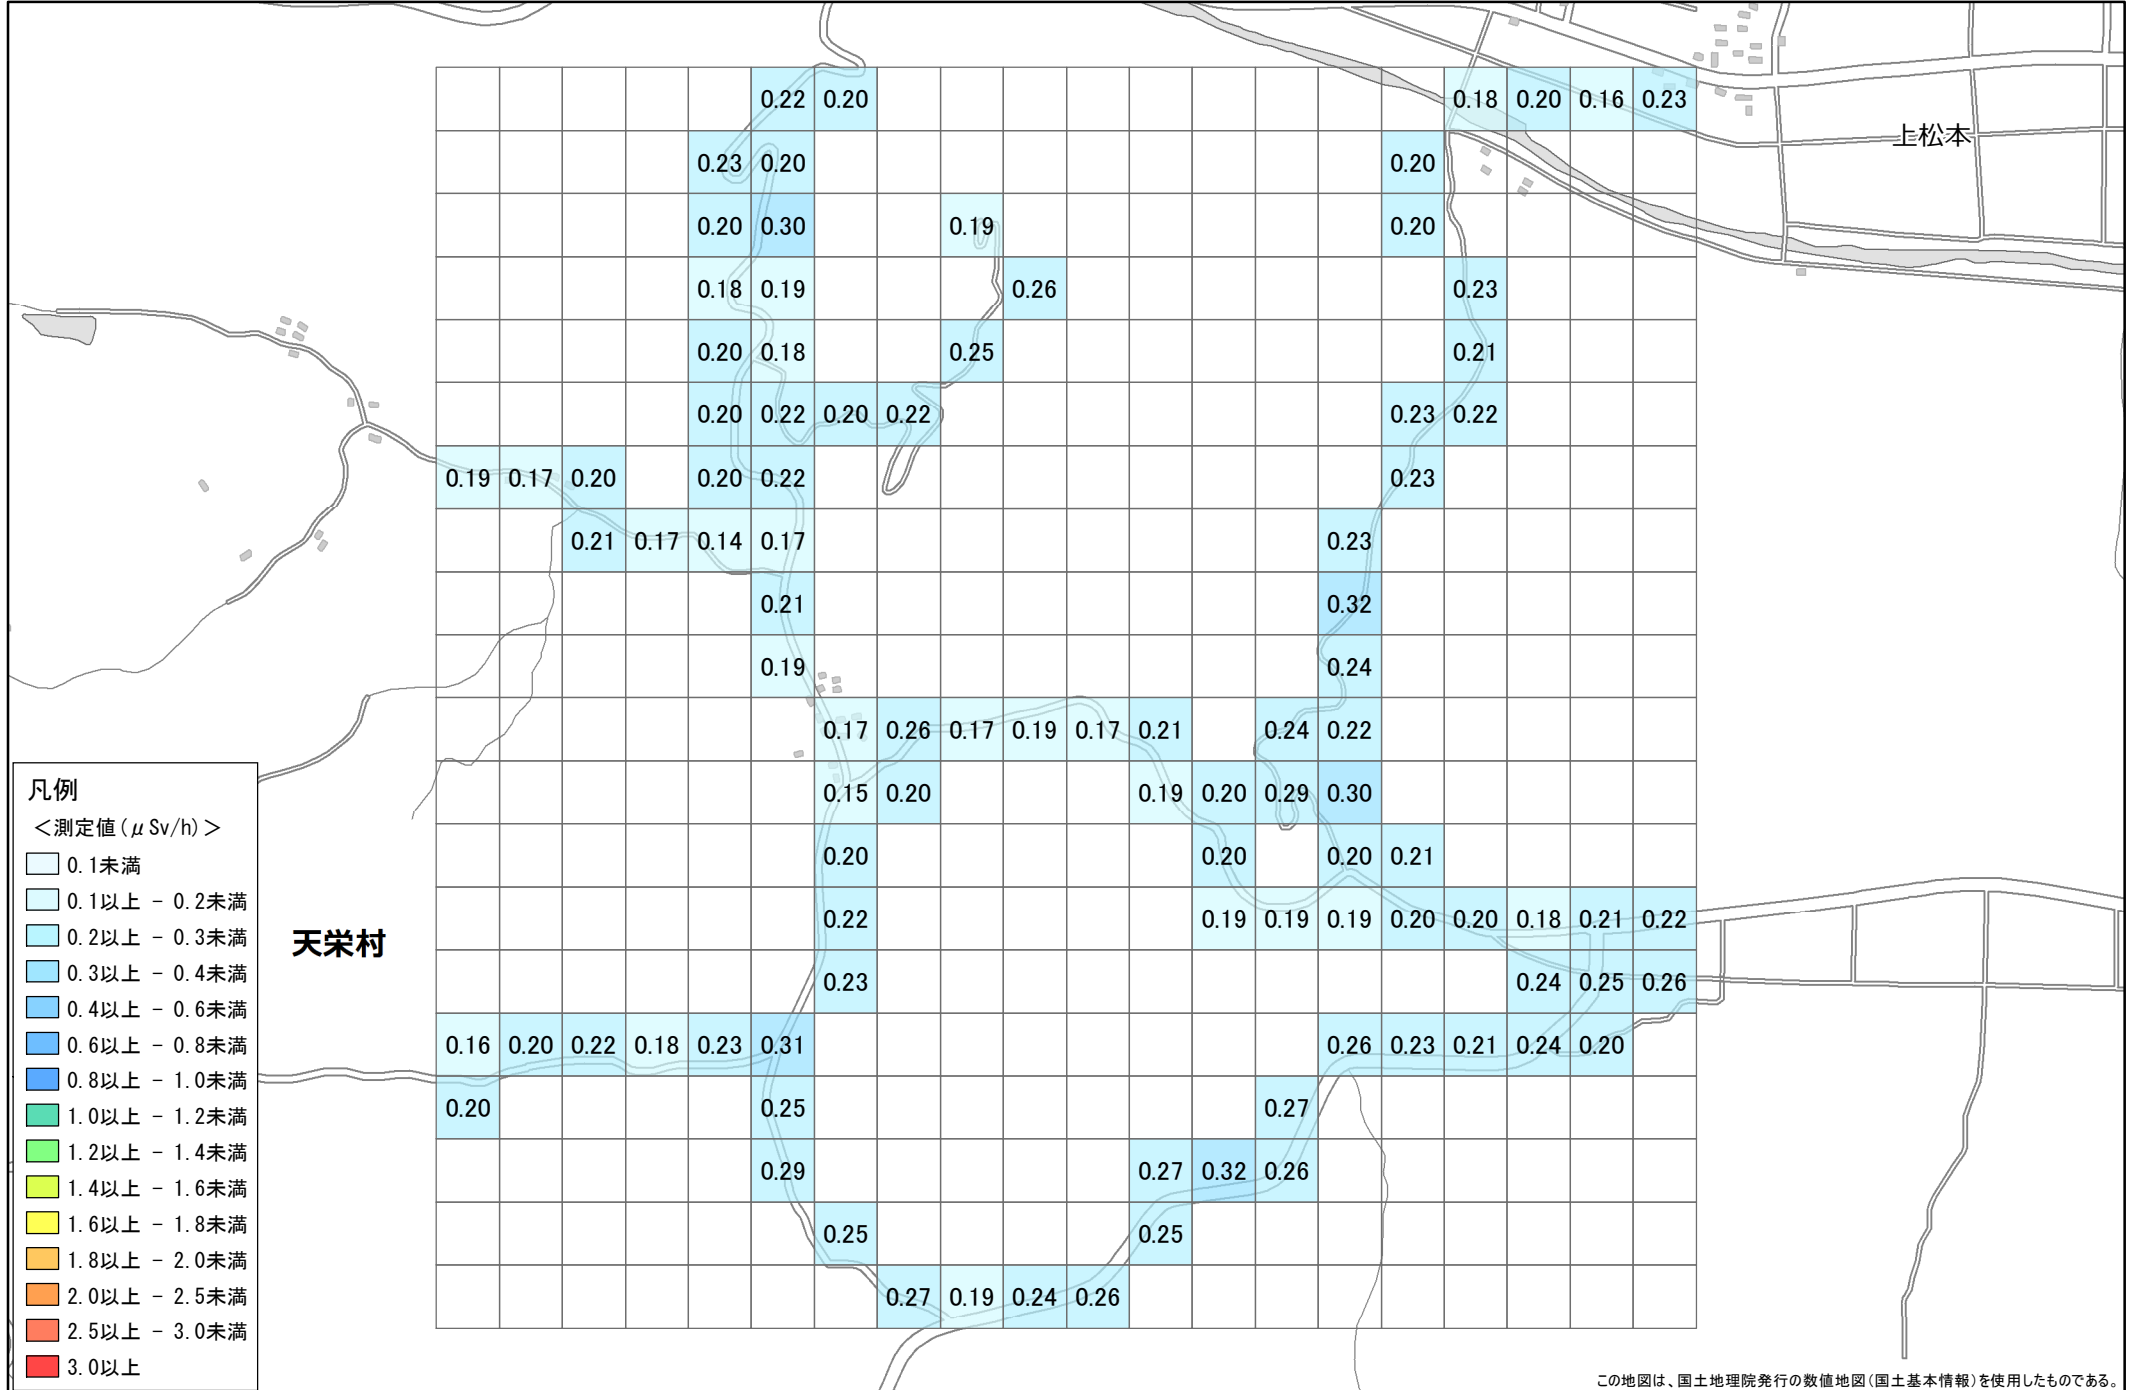 0.22 0.20 0.18 0.20 0.16 0.23
上松本
0.23 0.20 0.20
0.20 0.30 0.19 0.20
0.18 0.19 0.26 0.23
0.20 0.18 0.25 0.21
0.20 0.22 0.20 0.22 0.23 0.22
0.19 0.17 0.20 0.20 0.22 0.23
0.21 0.17 0.14 0.17 0.23
0.21 0.32
0.19 0.24
0.17 0.26 0.17 0.19 0.17 0.21 0.24 0.22
0.15 0.20 0.19 0.20 0.29 0.30
0.20 0.20 0.20 0.21
0.22 0.19 0.19 0.19 0.20 0.20 0.18 0.21 0.22
天栄村
0.23 0.24 0.25 0.26
0.16 0.20 0.22 0.18 0.23 0.31 0.26 0.23 0.21 0.24 0.20
0.20 0.25 0.27
0.29 0.27 0.32 0.26
0.25 0.25
0.27 0.19 0.24 0.26
凡例
＜測定値(μSv/h)＞
0.1未満
0.1以上 － 0.2未満
0.2以上 － 0.3未満
0.3以上 － 0.4未満
0.4以上 － 0.6未満
0.6以上 － 0.8未満
0.8以上 － 1.0未満
1.0以上 － 1.2未満
1.2以上 － 1.4未満
1.4以上 － 1.6未満
1.6以上 － 1.8未満
1.8以上 － 2.0未満
2.0以上 － 2.5未満
2.5以上 － 3.0未満
3.0以上
この地図は、国土地理院発行の数値地図(国土基本情報)を使用したものである。